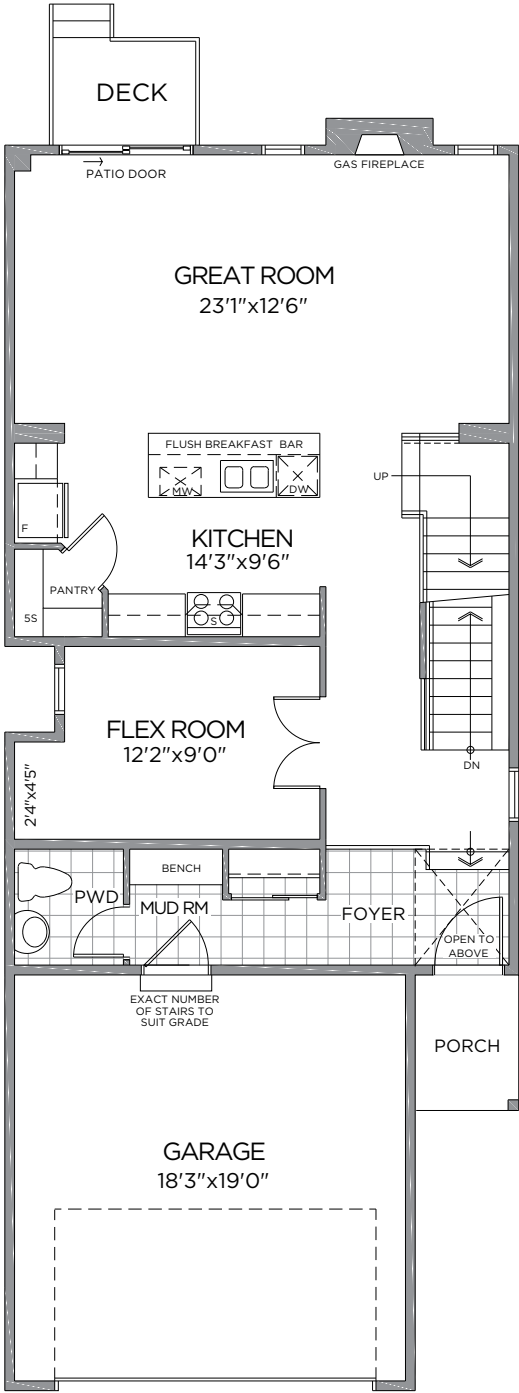 DECK
PATIO DOOR
GAS FIREPLACE
GREAT ROOM
23'1"x12'6"
FLUSH BREAKFAST BAR
MW
DW
UP
F
KITCHEN
14'3"x9'6"
PANTRY
5S
S
FLEX ROOM
12'2"x9'0"
2'4"x4'5"
DN
BENCH
PWD
MUD RM
FOYER
OPEN TO
ABOVE
EXACT NUMBER
OF STAIRS TO
SUIT GRADE
PORCH
GARAGE
18'3"x19'0"